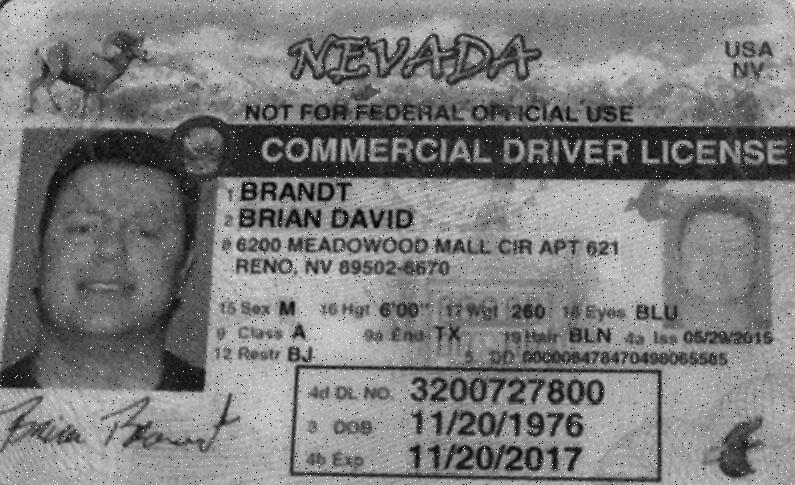 NEVADA
USA
NV
NOT FOR FEDERAL OFFICIAL USE
COMMERCIAL DRIVER LICENSE
1 BRANDT
2 BRIAN DAVID
8 6200 MEADOWOOD MALL CIR APT 621
RENO, NV 89502-6670
15 Sex M 16 Hgt 6'00" 17 Wgt 260 18 Eyes BLU
9 Class A 9a End TX 19 Hair BLN 4a Iss 05/29/2015
12 Restr BJ 5 DD 000008478470498065585
4d DL NO. 3200727800
3 DOB 11/20/1976
4b Exp 11/20/2017
Brian Brandt